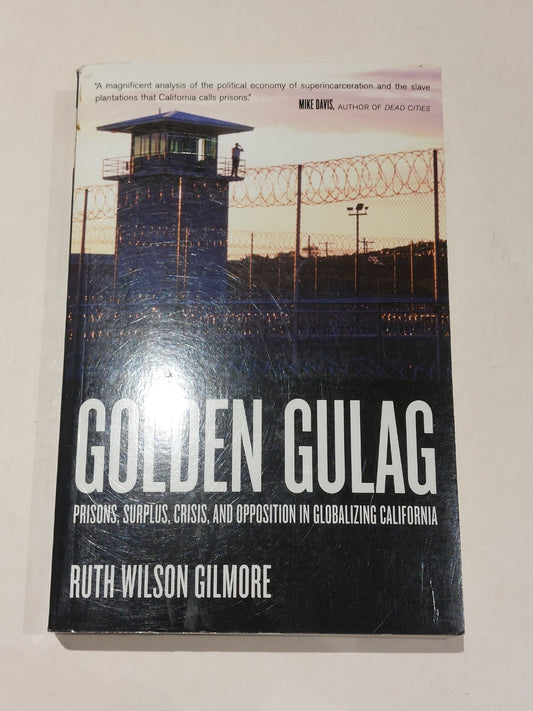 "A magnificent analysis of the political economy of superincarceration and the slave
plantations that California calls prisons."
MIKE DAVIS, AUTHOR OF DEAD CITIES
GOLDEN GULAG
PRISONS, SURPLUS, CRISIS, AND OPPOSITION IN GLOBALIZING CALIFORNIA
RUTH WILSON GILMORE